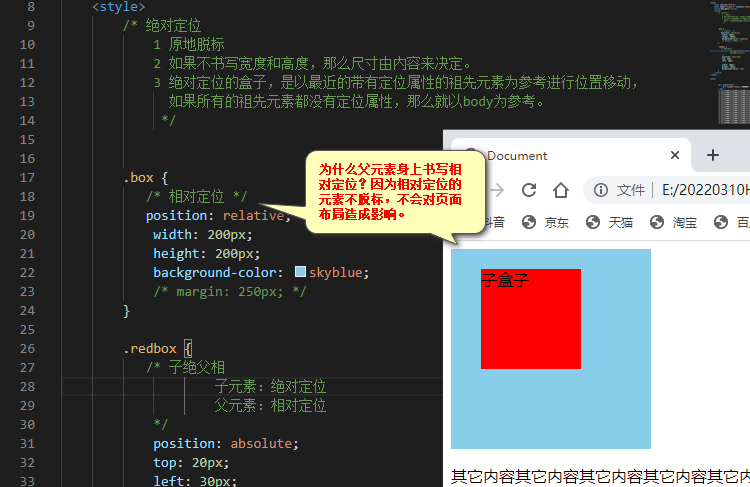 8 <style>
9 /* 绝对定位
10 1 原地脱标
11 2 如果不书写宽度和高度，那么尺寸由内容来决定。
12 3 绝对定位的盒子，是以最近的带有定位属性的祖先元素为参考进行位置移动，
13 如果所有的祖先元素都没有定位属性，那么就以body为参考。
14 */
15
16
17 .box {
18 /* 相对定位 */
19 position: relative;
20 width: 200px;
21 height: 200px;
22 background-color: skyblue;
23 /* margin: 250px; */
24 }
25
26 .redbox {
27 /* 子绝父相
28 子元素：绝对定位
29 父元素：相对定位
30 */
31 position: absolute;
32 top: 20px;
33 left: 30px;
为什么父元素身上书写相
对定位？因为相对定位的
元素不脱标，不会对页面
布局造成影响。
Document
文件 E:/20220310H
抖音 京东 天猫 淘宝 百
子盒子
其它内容其它内容其它内容其它内容其它内